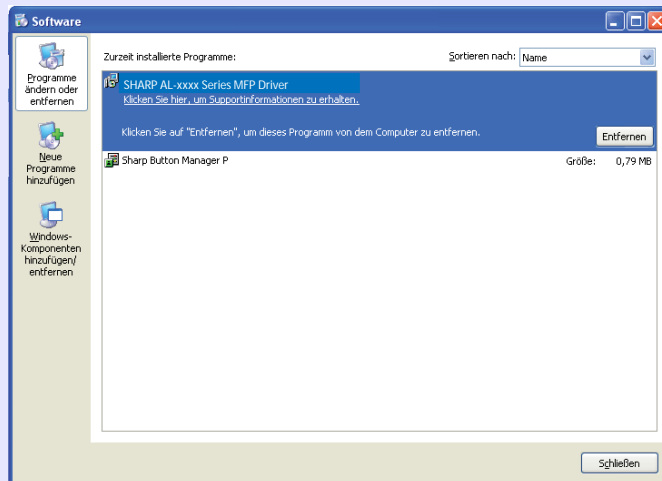 Software
Programme
ändern oder
entfernen
Neue
Programme
hinzufügen
Windows-
Komponenten
hinzufügen/
entfernen
Zurzeit installierte Programme:
Sortieren nach: Name
SHARP AL-xxxx Series MFP Driver
Klicken Sie hier, um Supportinformationen zu erhalten.
Klicken Sie auf "Entfernen", um dieses Programm von dem Computer zu entfernen.
Entfernen
Sharp Button Manager P Größe: 0,79 MB
Schließen